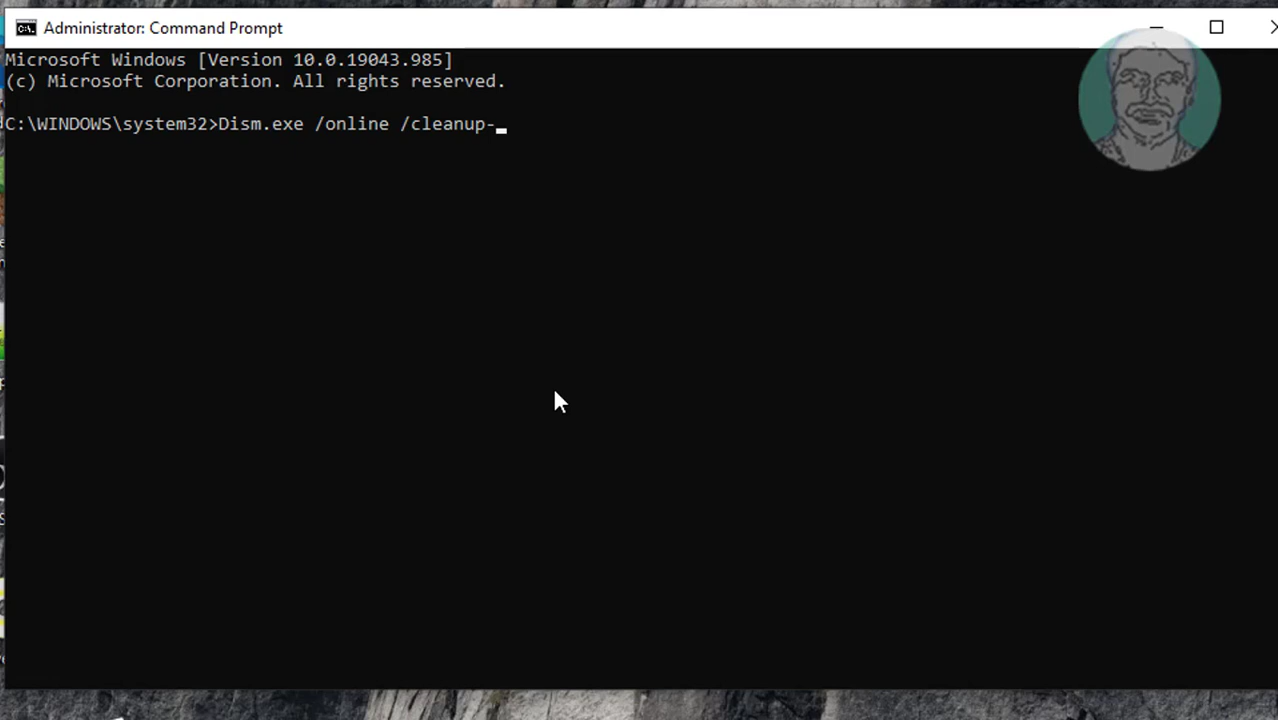 Administrator: Command Prompt
Microsoft Windows [Version 10.0.19043.985]
(c) Microsoft Corporation. All rights reserved.
C:\WINDOWS\system32>Dism.exe /online /cleanup-